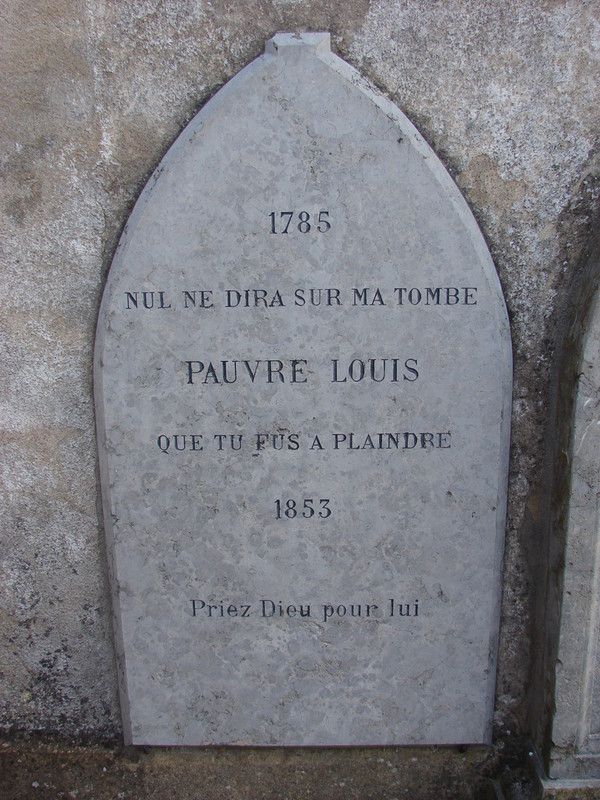 1785
NUL NE DIRA SUR MA TOMBE
PAUVRE LOUIS
QUE TU FUS A PLAINDRE
1853
Priez Dieu pour lui